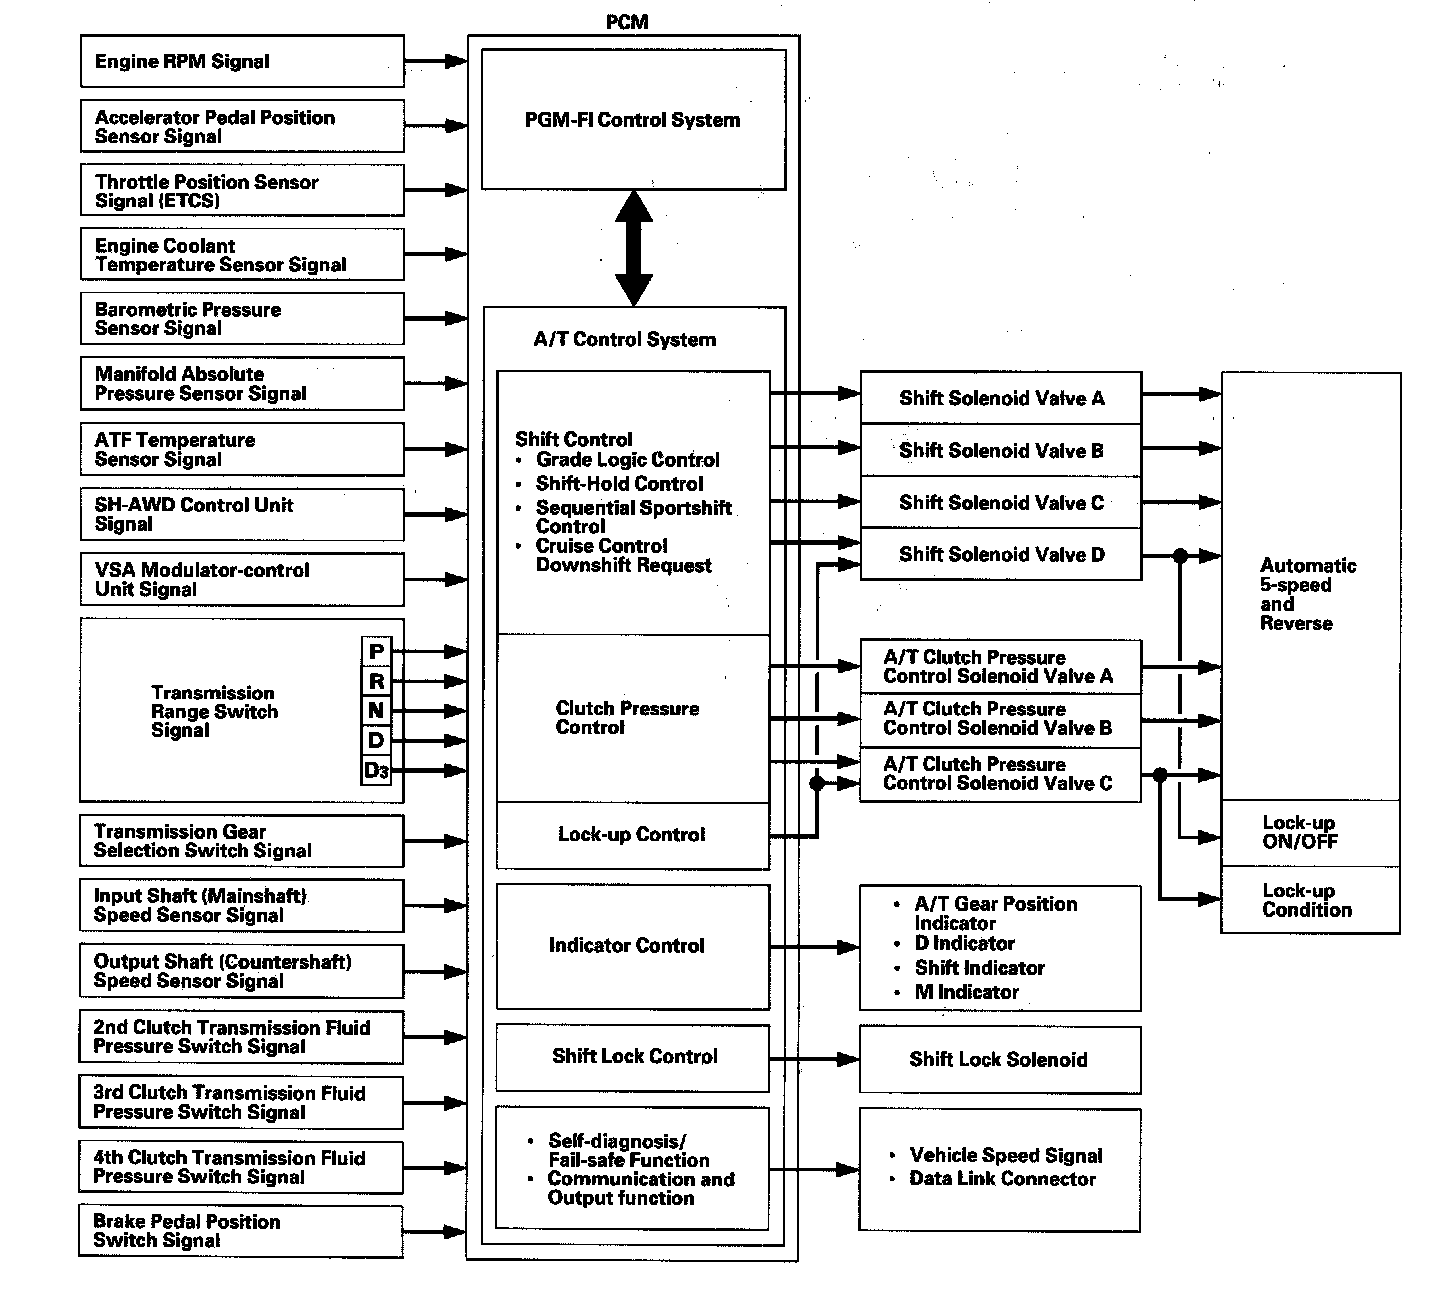 PCM
Engine RPM Signal
Accelerator Pedal Position
Sensor Signal
Throttle Position Sensor
Signal (ETCS)
Engine Coolant
Temperature Sensor Signal
Barometric Pressure
Sensor Signal
Manifold Absolute
Pressure Sensor Signal
ATF Temperature
Sensor Signal
SH-AWD Control Unit
Signal
VSA Modulator-control
Unit Signal
Transmission
Range Switch
Signal
P
R
N
D
D3
Transmission Gear
Selection Switch Signal
Input Shaft (Mainshaft)
Speed Sensor Signal
Output Shaft (Countershaft)
Speed Sensor Signal
2nd Clutch Transmission Fluid
Pressure Switch Signal
3rd Clutch Transmission Fluid
Pressure Switch Signal
4th Clutch Transmission Fluid
Pressure Switch Signal
Brake Pedal Position
Switch Signal
PGM-FI Control System
A/T Control System
Shift Control
• Grade Logic Control
• Shift-Hold Control
• Sequential Sportshift
Control
• Cruise Control
Downshift Request
Clutch Pressure
Control
Lock-up Control
Indicator Control
Shift Lock Control
• Self-diagnosis/
Fail-safe Function
• Communication and
Output function
Shift Solenoid Valve A
Shift Solenoid Valve B
Shift Solenoid Valve C
Shift Solenoid Valve D
A/T Clutch Pressure
Control Solenoid Valve A
A/T Clutch Pressure
Control Solenoid Valve B
A/T Clutch Pressure
Control Solenoid Valve C
• A/T Gear Position
Indicator
• D Indicator
• Shift Indicator
• M Indicator
Shift Lock Solenoid
• Vehicle Speed Signal
• Data Link Connector
Automatic
5-speed
and
Reverse
Lock-up
ON/OFF
Lock-up
Condition